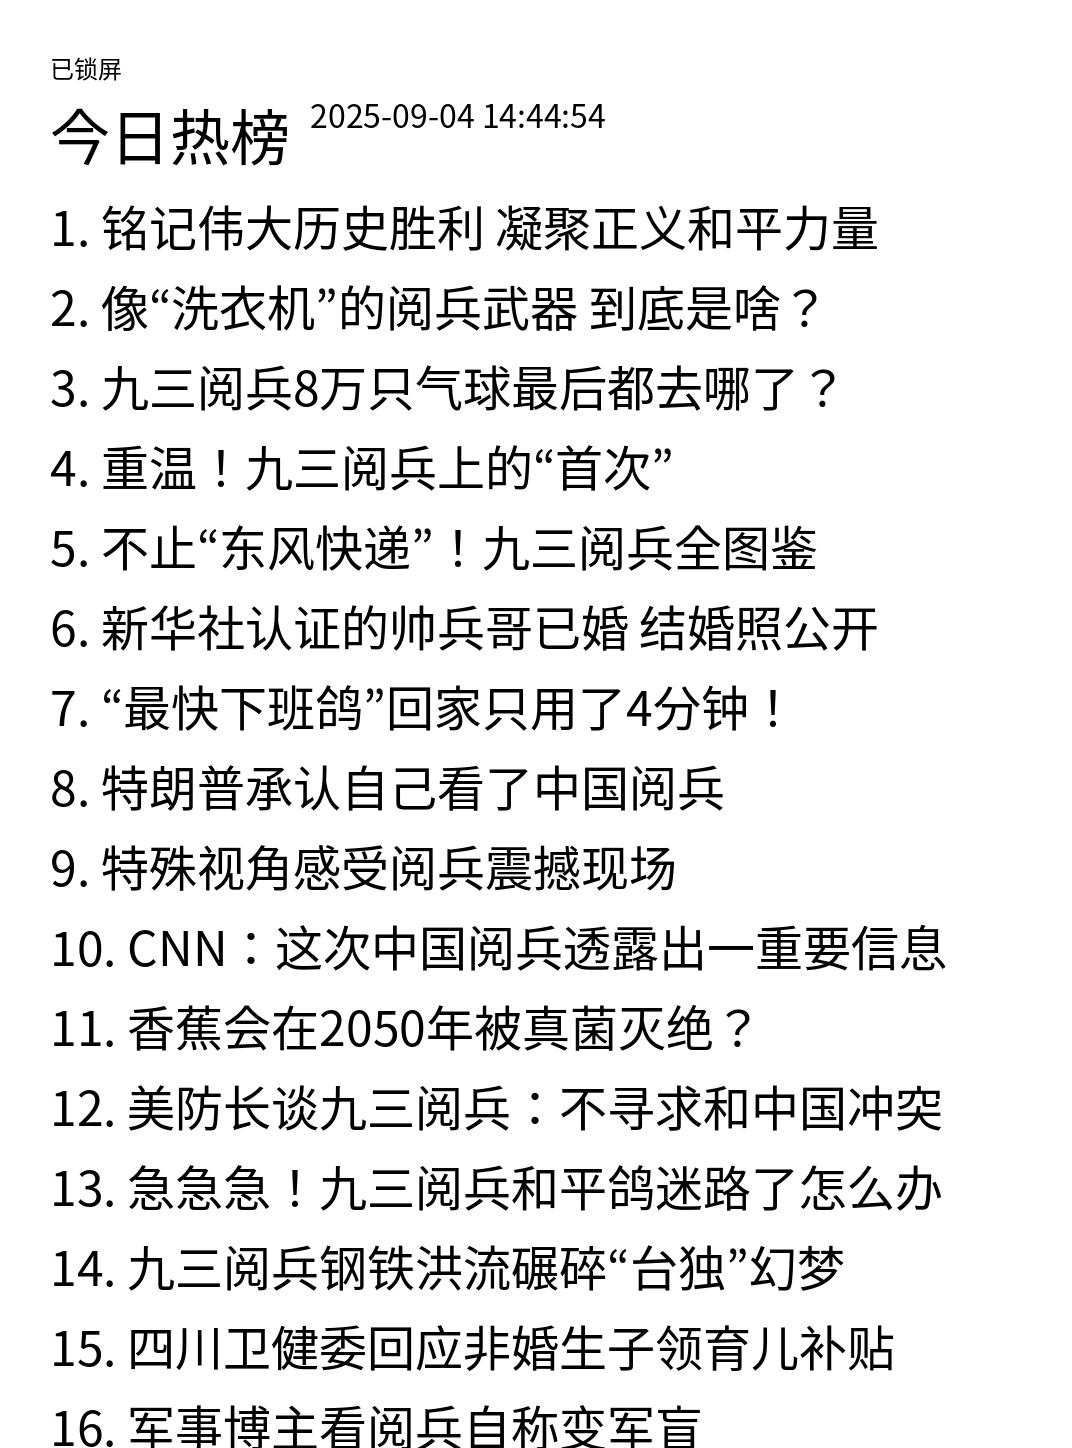 已锁屏
今日热榜 2025-09-04 14:44:54
1. 铭记伟大历史胜利 凝聚正义和平力量
2. 像“洗衣机”的阅兵武器 到底是啥？
3. 九三阅兵8万只气球最后都去哪了？
4. 重温！九三阅兵上的“首次”
5. 不止“东风快递”！九三阅兵全图鉴
6. 新华社认证的帅兵哥已婚 结婚照公开
7. “最快下班鸽”回家只用了4分钟！
8. 特朗普承认自己看了中国阅兵
9. 特殊视角感受阅兵震撼现场
10. CNN：这次中国阅兵透露出一重要信息
11. 香蕉会在2050年被真菌灭绝？
12. 美防长谈九三阅兵：不寻求和中国冲突
13. 急急急！九三阅兵和平鸽迷路了怎么办
14. 九三阅兵钢铁洪流碾碎“台独”幻梦
15. 四川卫健委回应非婚生子领育儿补贴
16. 军事博主看阅兵自称变军盲